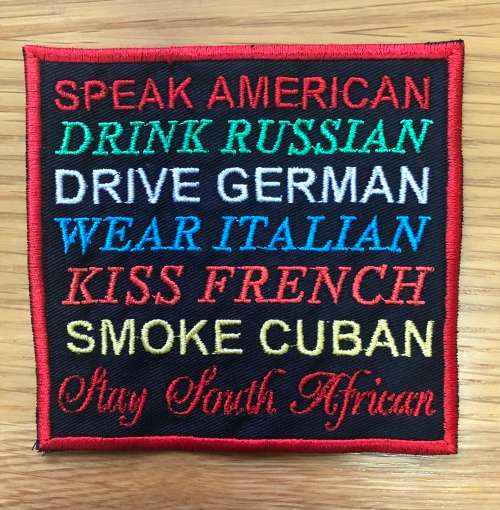 SPEAK AMERICAN
DRINK RUSSIAN
DRIVE GERMAN
WEAR ITALIAN
KISS FRENCH
SMOKE CUBAN
Stay South African